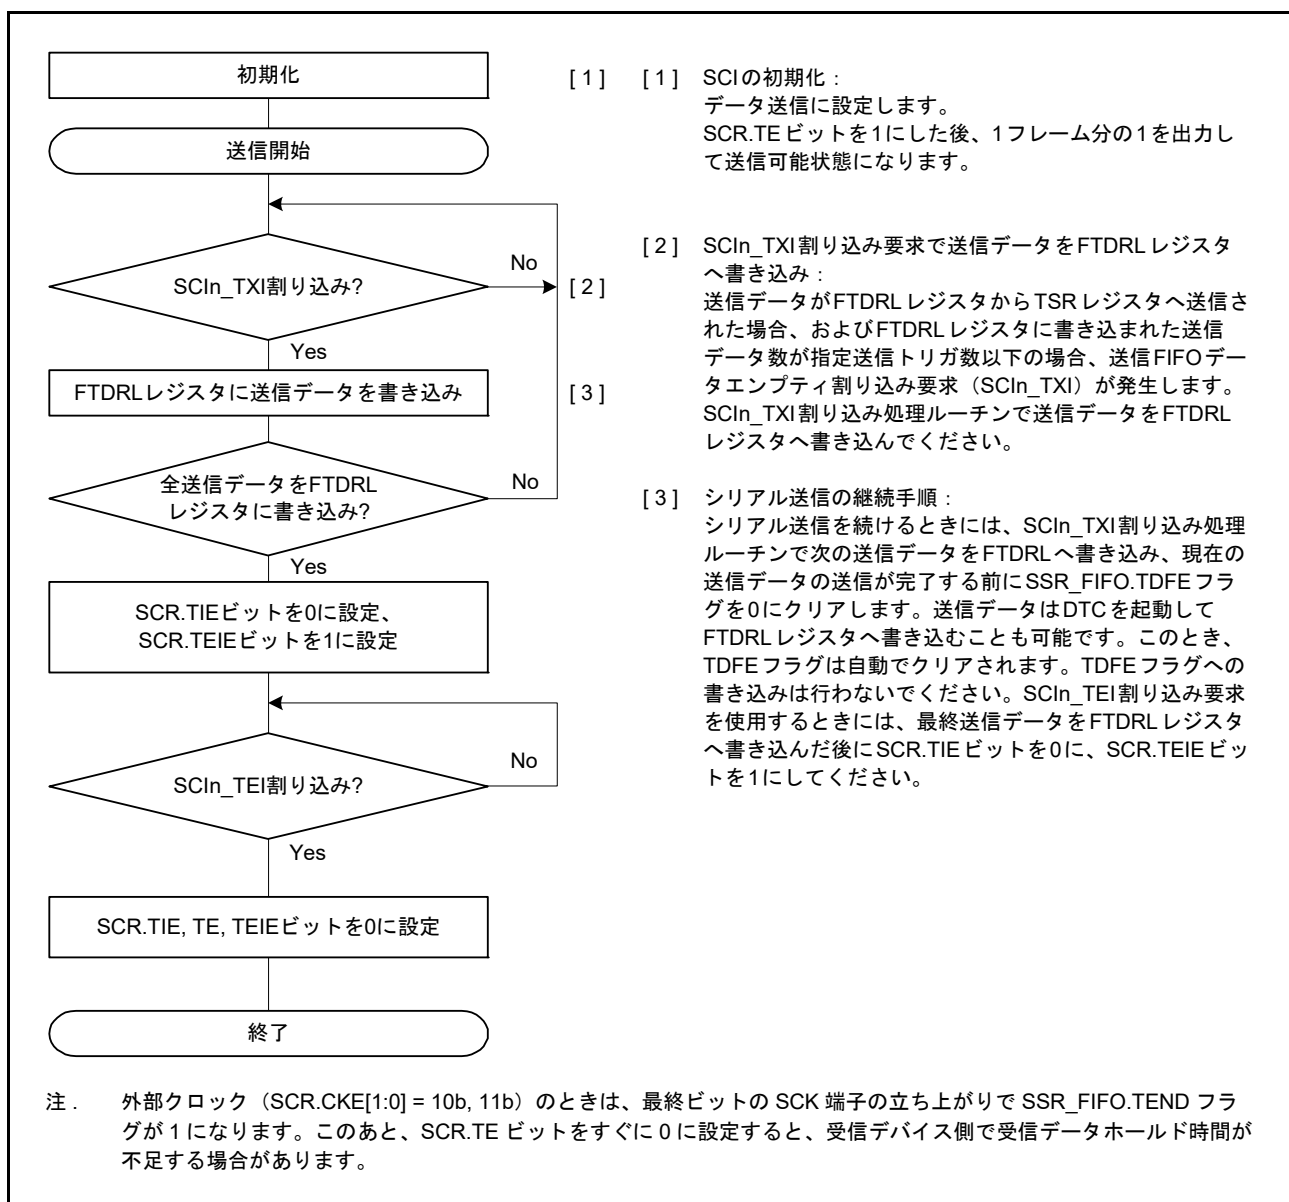 初期化
[ 1 ]
送信開始
SCIn_TXI割り込み?
No
[ 2 ]
Yes
FTDRLレジスタに送信データを書き込み
[ 3 ]
全送信データをFTDRL
レジスタに書き込み?
No
Yes
SCR.TIEビットを0に設定、
SCR.TEIEビットを1に設定
SCIn_TEI割り込み?
No
Yes
SCR.TIE, TE, TEIEビットを0に設定
終了
[ 1 ] SCIの初期化：
データ送信に設定します。
SCR.TEビットを1にした後、1フレーム分の1を出力し
て送信可能状態になります。
[ 2 ] SCIn_TXI割り込み要求で送信データをFTDRLレジスタ
へ書き込み：
送信データがFTDRLレジスタからTSRレジスタへ送信さ
れた場合、およびFTDRLレジスタに書き込まれた送信
データ数が指定送信トリガ数以下の場合、送信FIFOデー
タエンプティ割り込み要求（SCIn_TXI）が発生します。
SCIn_TXI割り込み処理ルーチンで送信データをFTDRL
レジスタへ書き込んでください。
[ 3 ] シリアル送信の継続手順：
シリアル送信を続けるときには、SCIn_TXI割り込み処理
ルーチンで次の送信データをFTDRLへ書き込み、現在の
送信データの送信が完了する前にSSR_FIFO.TDFEフラ
グを0にクリアします。送信データはDTCを起動して
FTDRLレジスタへ書き込むことも可能です。このとき、
TDFEフラグは自動でクリアされます。TDFEフラグへの
書き込みは行わないでください。SCIn_TEI割り込み要求
を使用するときには、最終送信データをFTDRLレジスタ
へ書き込んだ後にSCR.TIEビットを0に、SCR.TEIEビッ
トを1にしてください。
注 . 外部クロック（SCR.CKE[1:0] = 10b, 11b）のときは、最終ビットの SCK 端子の立ち上がりで SSR_FIFO.TEND フラ
グが 1 になります。このあと、SCR.TE ビットをすぐに 0 に設定すると、受信デバイス側で受信データホールド時間が
不足する場合があります。